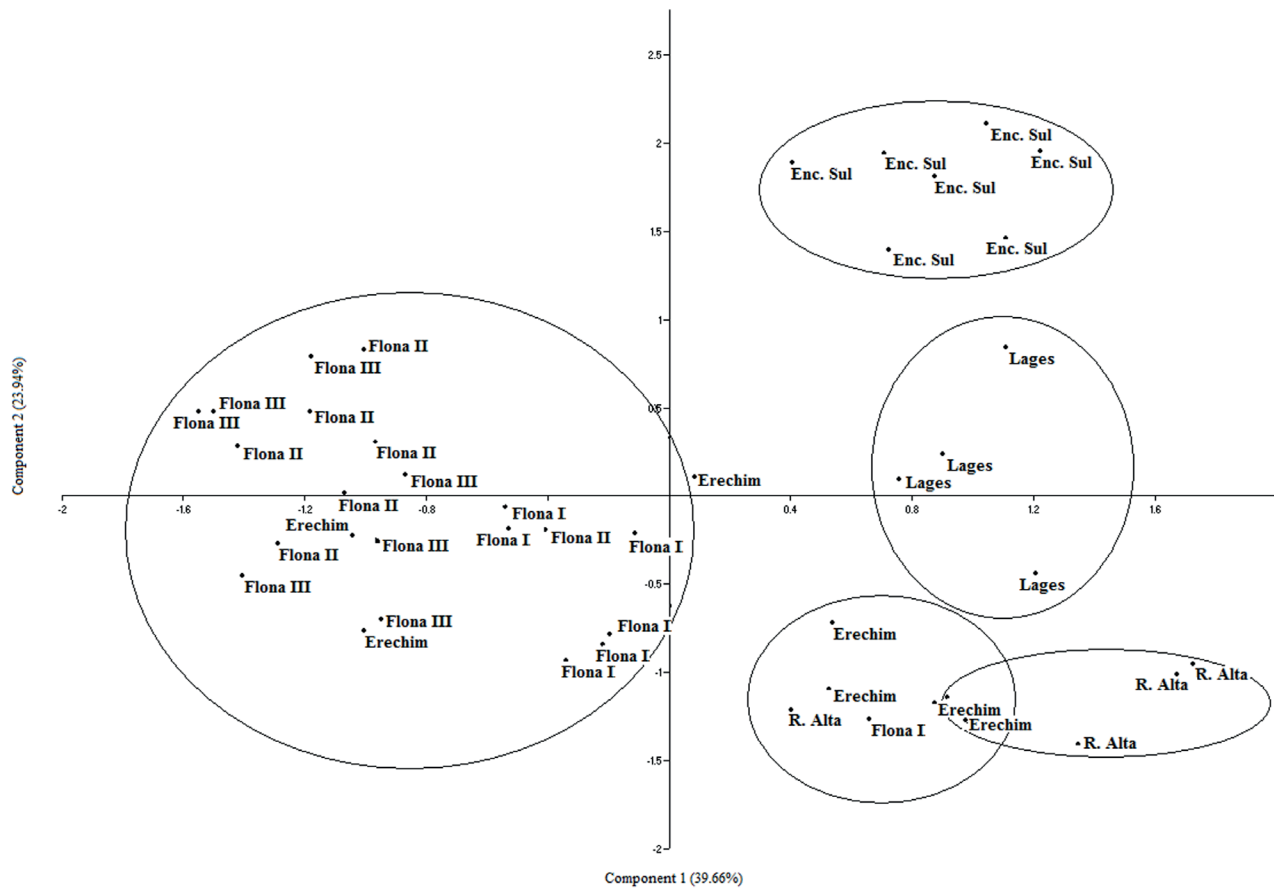 2.5
Enc. Sul
2
Enc. Sul
Enc. Sul
Enc. Sul
Enc. Sul
1.5
Enc. Sul
Enc. Sul
1
Flona II
Flona III
Lages
0.5
Flona III
Flona III
Flona II
Flona II
Flona II
Flona III
Erechim
Lages
Lages
-2
-1.6
-1.2
-0.8
0.4
0.8
1.2
1.6
Flona II
Flona I
Erechim
Flona I
Flona II
Flona I
Flona II
Flona III
Flona III
-0.5
Lages
Flona III
Flona I
Erechim
Erechim
Flona I
Flona I
-1
R. Alta
R. Alta
Erechim
Erechim
R. Alta
Flona I
Erechim
R. Alta
-1.5
-2
Component 2 (23.94%)
Component 1 (39.66%)